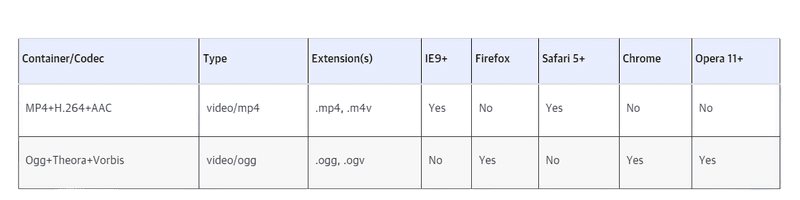 Container/Codec Type Extension(s) IE9+ Firefox Safari 5+ Chrome Opera 11+
MP4+H.264+AAC video/mp4 .mp4, .m4v Yes No Yes No No
Ogg+Theora+Vorbis video/ogg .ogg, .ogv No Yes No Yes Yes